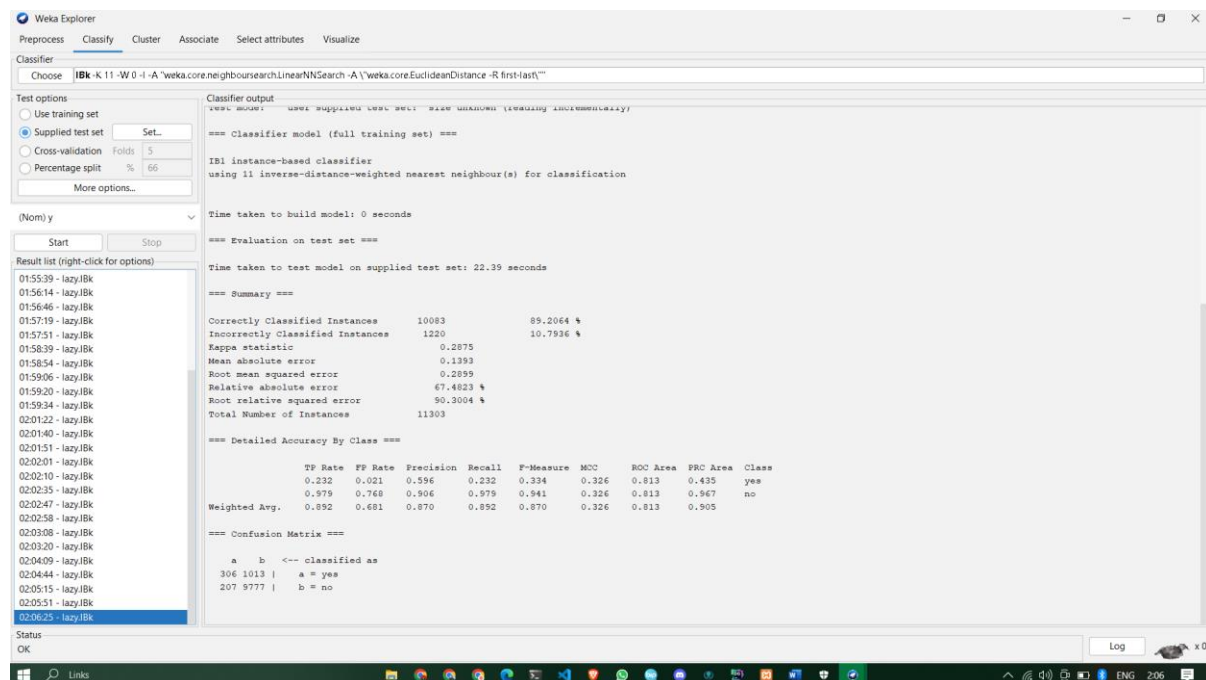 Weka Explorer
Preprocess Classify Cluster Associate Select attributes Visualize
Classifier
Choose IBk -K 11 -W 0 -I -A "weka.core.neighboursearch.LinearNNSearch -A \"weka.core.EuclideanDistance -R first-last\""
Test options
Use training set
Supplied test set Set...
Cross-validation Folds 5
Percentage split % 66
More options...
(Nom) y
Start Stop
Result list (right-click for options)
01:55:39 - lazy.IBk
01:56:14 - lazy.IBk
01:56:46 - lazy.IBk
01:57:19 - lazy.IBk
01:57:51 - lazy.IBk
01:58:39 - lazy.IBk
01:58:54 - lazy.IBk
01:59:06 - lazy.IBk
01:59:20 - lazy.IBk
01:59:34 - lazy.IBk
02:01:22 - lazy.IBk
02:01:40 - lazy.IBk
02:01:51 - lazy.IBk
02:02:01 - lazy.IBk
02:02:10 - lazy.IBk
02:02:35 - lazy.IBk
02:02:47 - lazy.IBk
02:02:58 - lazy.IBk
02:03:08 - lazy.IBk
02:03:20 - lazy.IBk
02:04:09 - lazy.IBk
02:04:44 - lazy.IBk
02:05:15 - lazy.IBk
02:05:51 - lazy.IBk
02:06:25 - lazy.IBk
Classifier output
Test mode: user supplied test set: size unknown (reading incrementally)
=== Classifier model (full training set) ===
IB1 instance-based classifier
using 11 inverse-distance-weighted nearest neighbour(s) for classification
Time taken to build model: 0 seconds
=== Evaluation on test set ===
Time taken to test model on supplied test set: 22.39 seconds
=== Summary ===
Correctly Classified Instances 10083 89.2064 %
Incorrectly Classified Instances 1220 10.7936 %
Kappa statistic 0.2875
Mean absolute error 0.1393
Root mean squared error 0.2899
Relative absolute error 67.4823 %
Root relative squared error 90.3004 %
Total Number of Instances 11303
=== Detailed Accuracy By Class ===
TP Rate FP Rate Precision Recall F-Measure MCC ROC Area PRC Area Class
0.232 0.021 0.596 0.232 0.334 0.326 0.813 0.435 yes
0.979 0.768 0.906 0.979 0.941 0.326 0.813 0.967 no
Weighted Avg. 0.892 0.681 0.870 0.892 0.870 0.326 0.813 0.905
=== Confusion Matrix ===
a b <-- classified as
306 1013 | a = yes
207 9777 | b = no
Status
OK
Log x 0
Links ENG 2:06